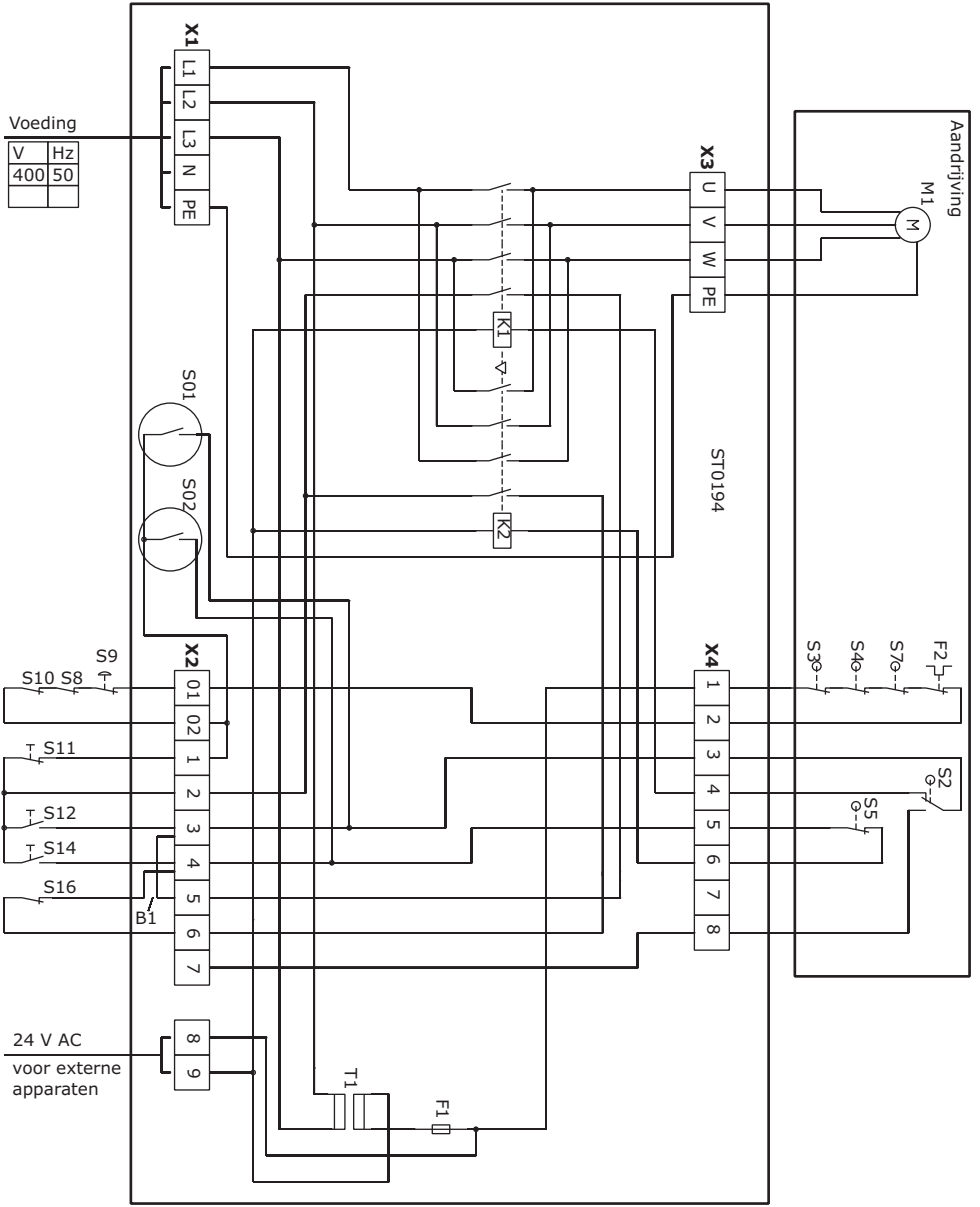 Aandrijving
M1
M
X1
L1
L2
L3
N
PE
Voeding
V Hz
400 50
X3
U
V
W
PE
K1
K2
ST0194
S01
S02
X2
01
02
1
2
3
4
5
6
7
8
9
X4
1
2
3
4
5
6
7
8
S3
S4
S7
F2
S2
S5
S9
S10 S8
S11
S12
S14
S16
B1
24 V AC
voor externe
apparaten
T1
F1